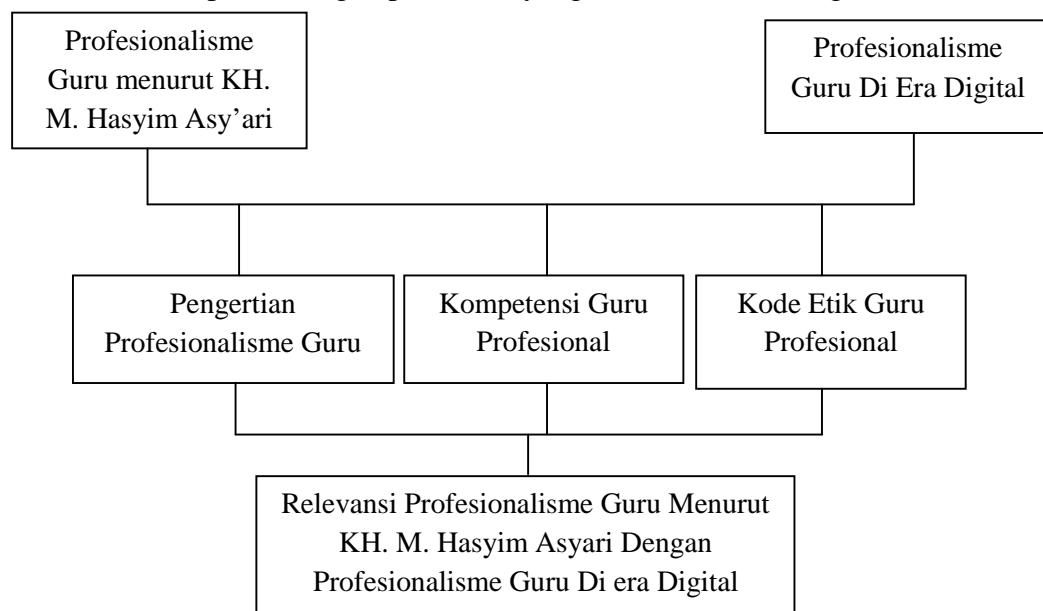 Profesionalisme
Guru menurut KH.
M. Hasyim Asy’ari
Profesionalisme
Guru Di Era Digital
Pengertian
Profesionalisme Guru
Kompetensi Guru
Profesional
Kode Etik Guru
Profesional
Relevansi Profesionalisme Guru Menurut
KH. M. Hasyim Asyari Dengan
Profesionalisme Guru Di era Digital